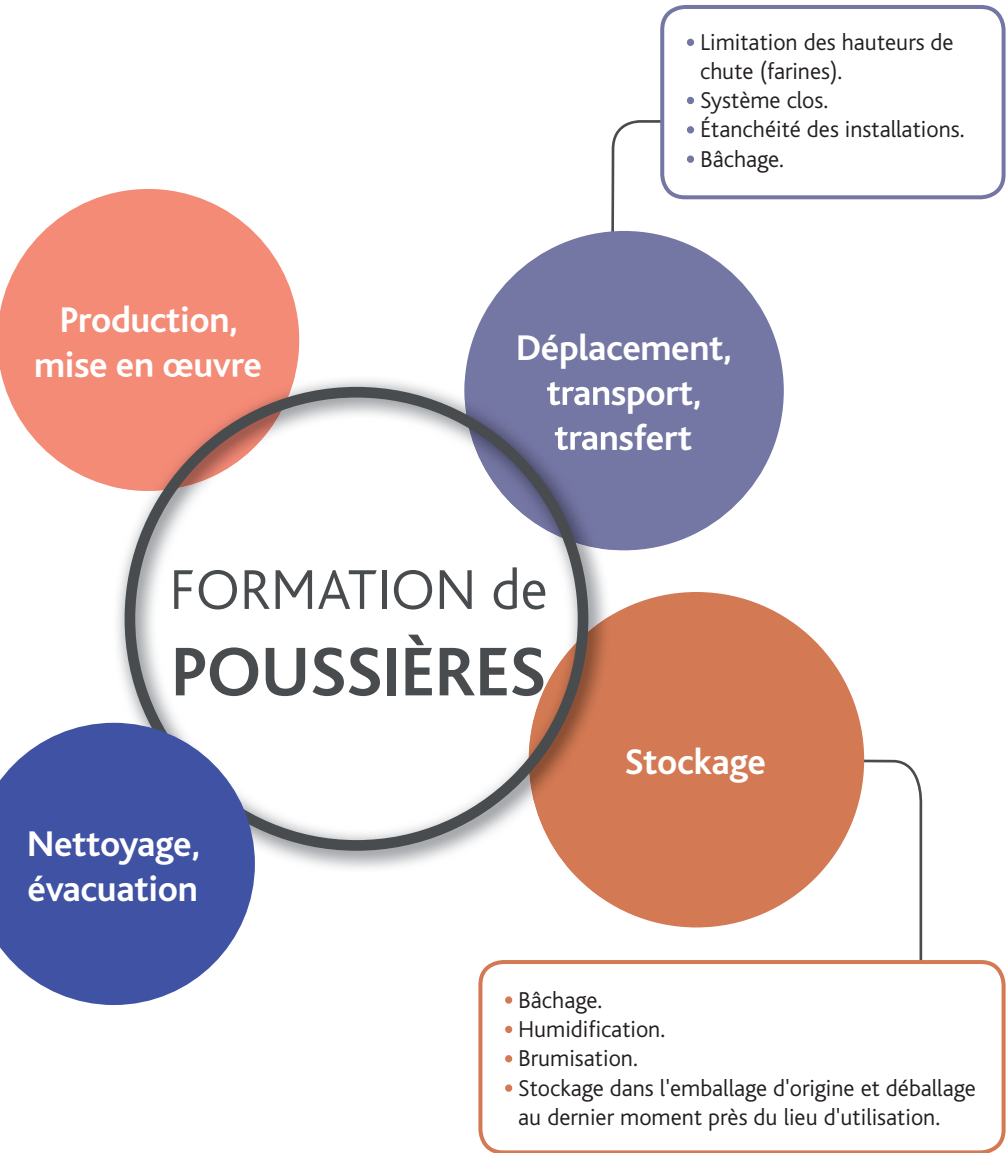 • Limitation des hauteurs de
chute (farines).
• Système clos.
• Étanchéité des installations.
• Bâchage.
Production,
mise en œuvre
Déplacement,
transport,
transfert
FORMATION de
POUSSIÈRES
Stockage
Nettoyage,
évacuation
• Bâchage.
• Humidification.
• Brumisation.
• Stockage dans l'emballage d'origine et déballage
au dernier moment près du lieu d'utilisation.